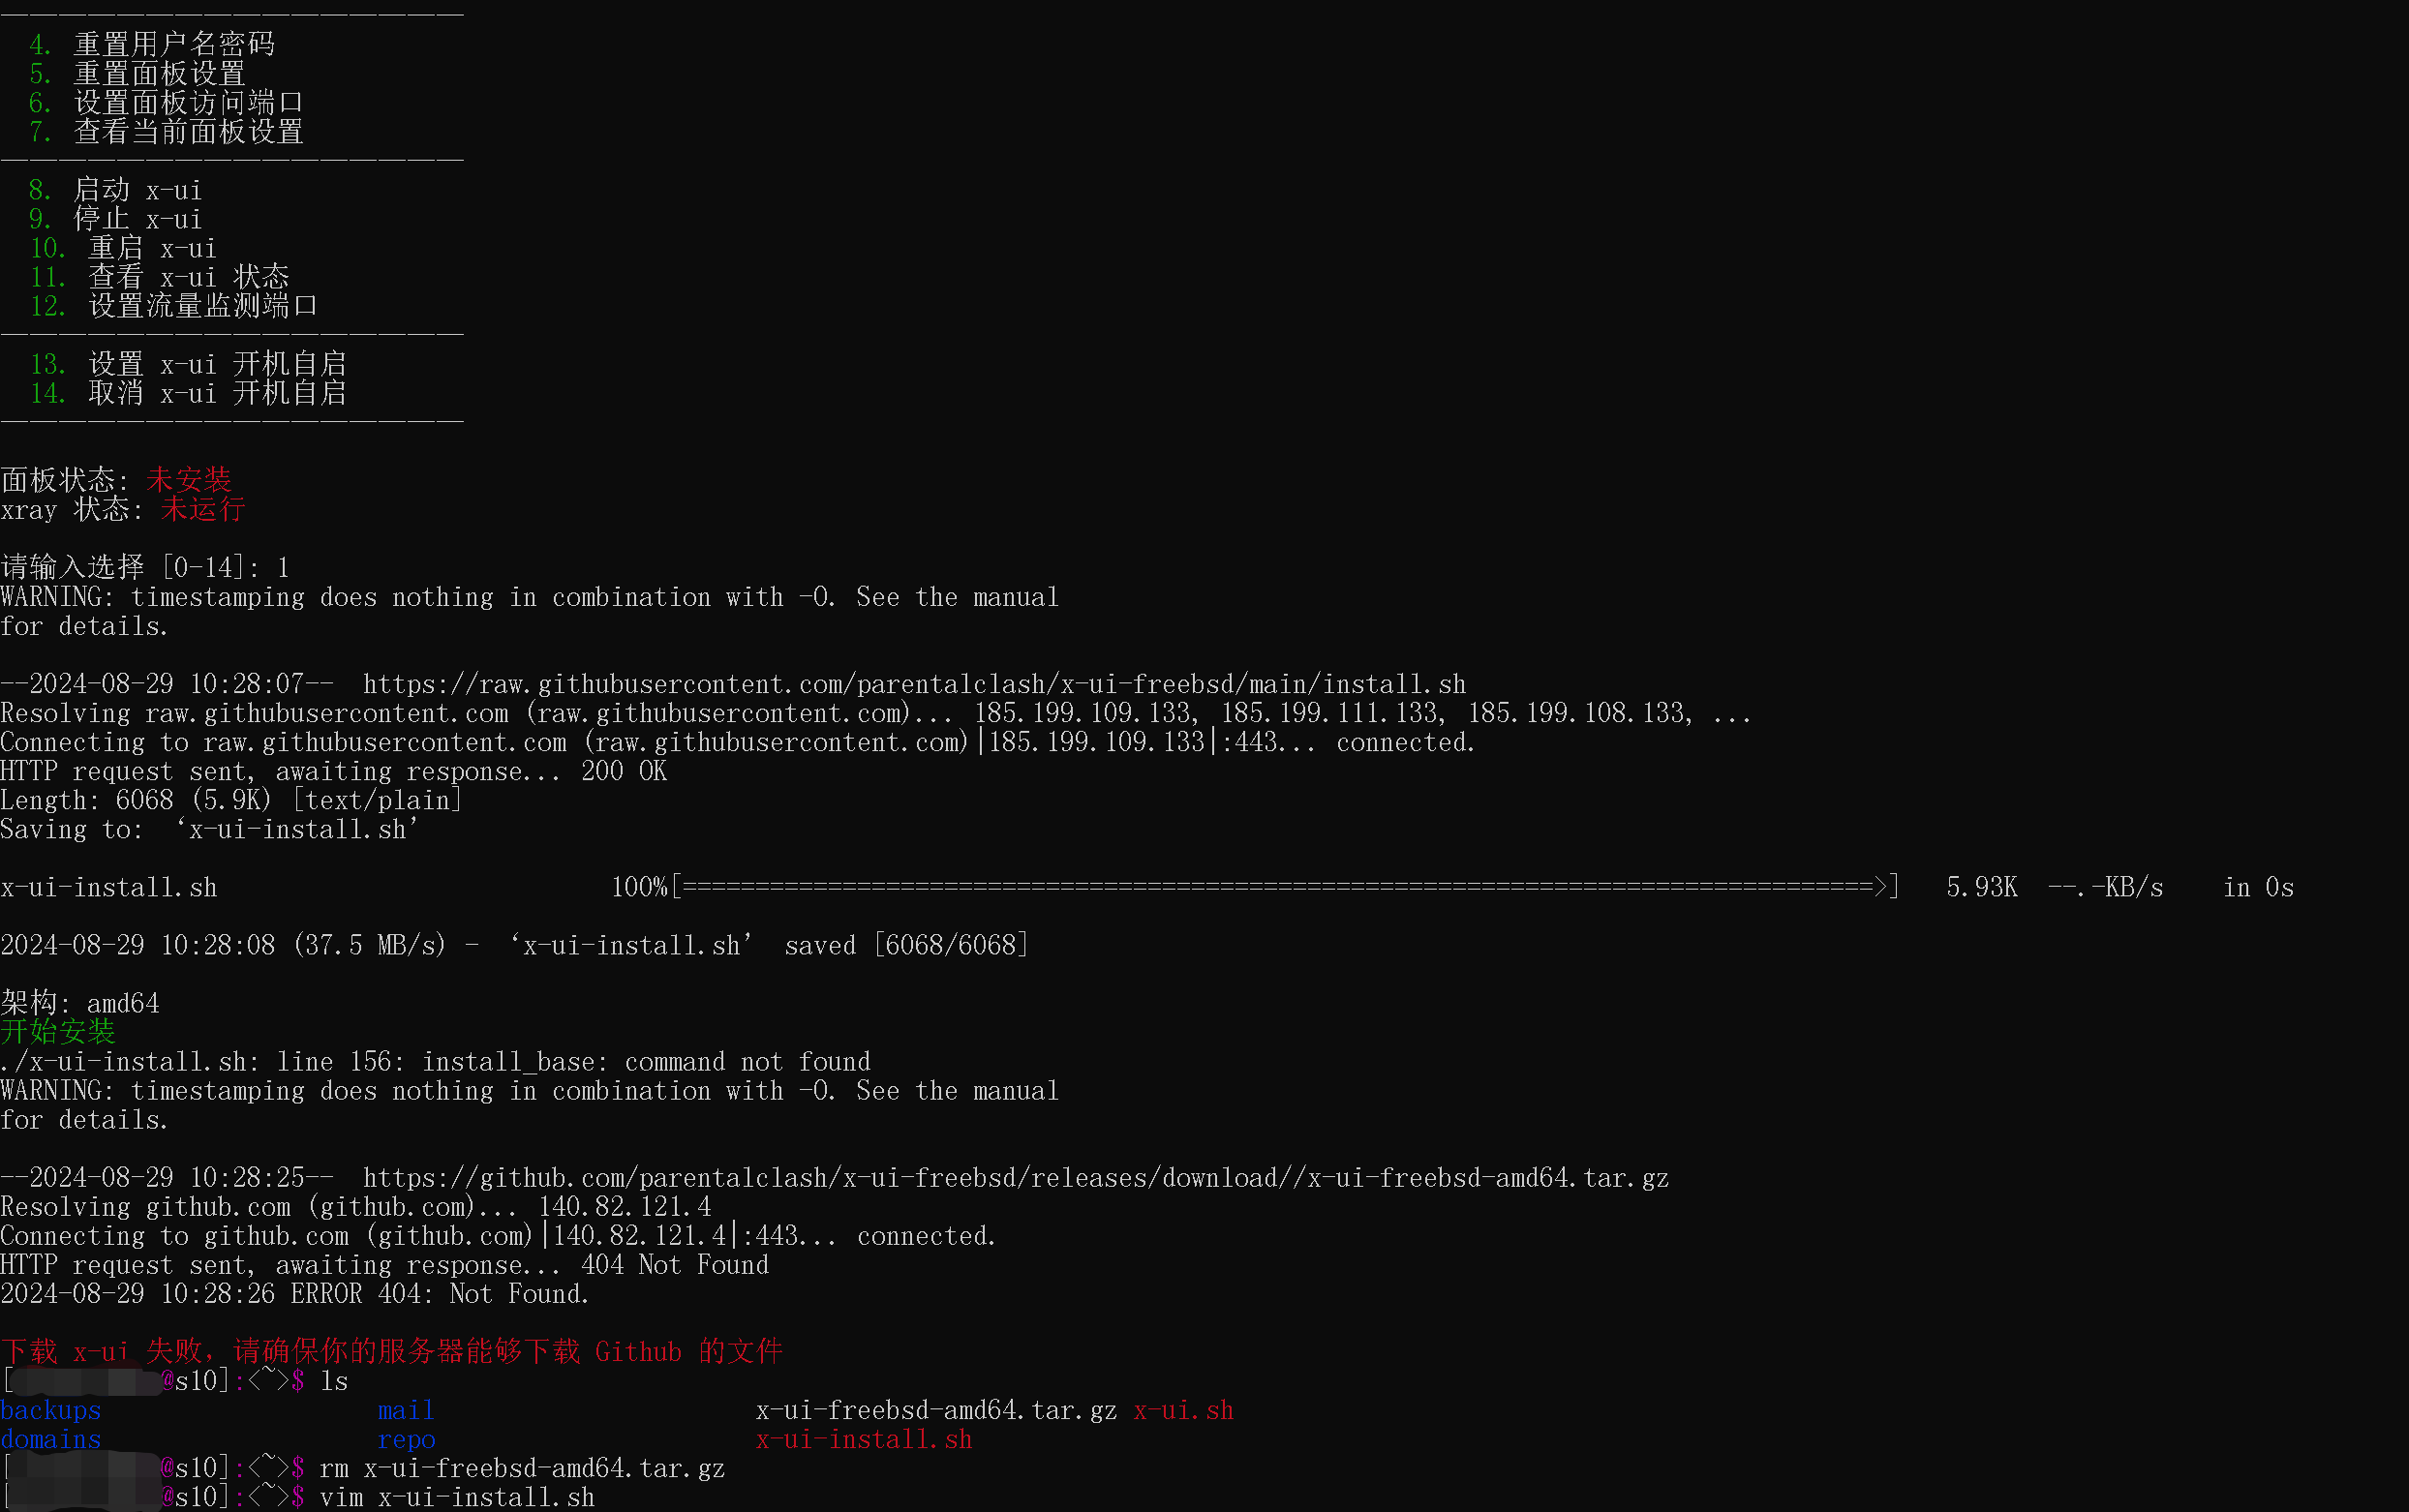 ————————————————
4. 重置用户名密码
5. 重置面板设置
6. 设置面板访问端口
7. 查看当前面板设置
————————————————
8. 启动 x-ui
9. 停止 x-ui
10. 重启 x-ui
11. 查看 x-ui 状态
12. 设置流量监测端口
————————————————
13. 设置 x-ui 开机自启
14. 取消 x-ui 开机自启
————————————————
面板状态: 未安装
xray 状态: 未运行
请输入选择 [0-14]: 1
WARNING: timestamping does nothing in combination with -O. See the manual
for details.
--2024-08-29 10:28:07--  https://raw.githubusercontent.com/parentalclash/x-ui-freebsd/main/install.sh
Resolving raw.githubusercontent.com (raw.githubusercontent.com)... 185.199.109.133, 185.199.111.133, 185.199.108.133, ...
Connecting to raw.githubusercontent.com (raw.githubusercontent.com)|185.199.109.133|:443... connected.
HTTP request sent, awaiting response... 200 OK
Length: 6068 (5.9K) [text/plain]
Saving to: ‘x-ui-install.sh’
x-ui-install.sh 100%[==================================================================================>] 5.93K --.-KB/s in 0s
2024-08-29 10:28:08 (37.5 MB/s) - ‘x-ui-install.sh’ saved [6068/6068]
架构: amd64
开始安装
./x-ui-install.sh: line 156: install_base: command not found
WARNING: timestamping does nothing in combination with -O. See the manual
for details.
--2024-08-29 10:28:25--  https://github.com/parentalclash/x-ui-freebsd/releases/download//x-ui-freebsd-amd64.tar.gz
Resolving github.com (github.com)... 140.82.121.4
Connecting to github.com (github.com)|140.82.121.4|:443... connected.
HTTP request sent, awaiting response... 404 Not Found
2024-08-29 10:28:26 ERROR 404: Not Found.
下载 x-ui 失败，请确保你的服务器能够下载 Github 的文件
[@s10]:<~>$ ls
backups mail x-ui-freebsd-amd64.tar.gz x-ui.sh
domains repo x-ui-install.sh
[@s10]:<~>$ rm x-ui-freebsd-amd64.tar.gz
[@s10]:<~>$ vim x-ui-install.sh